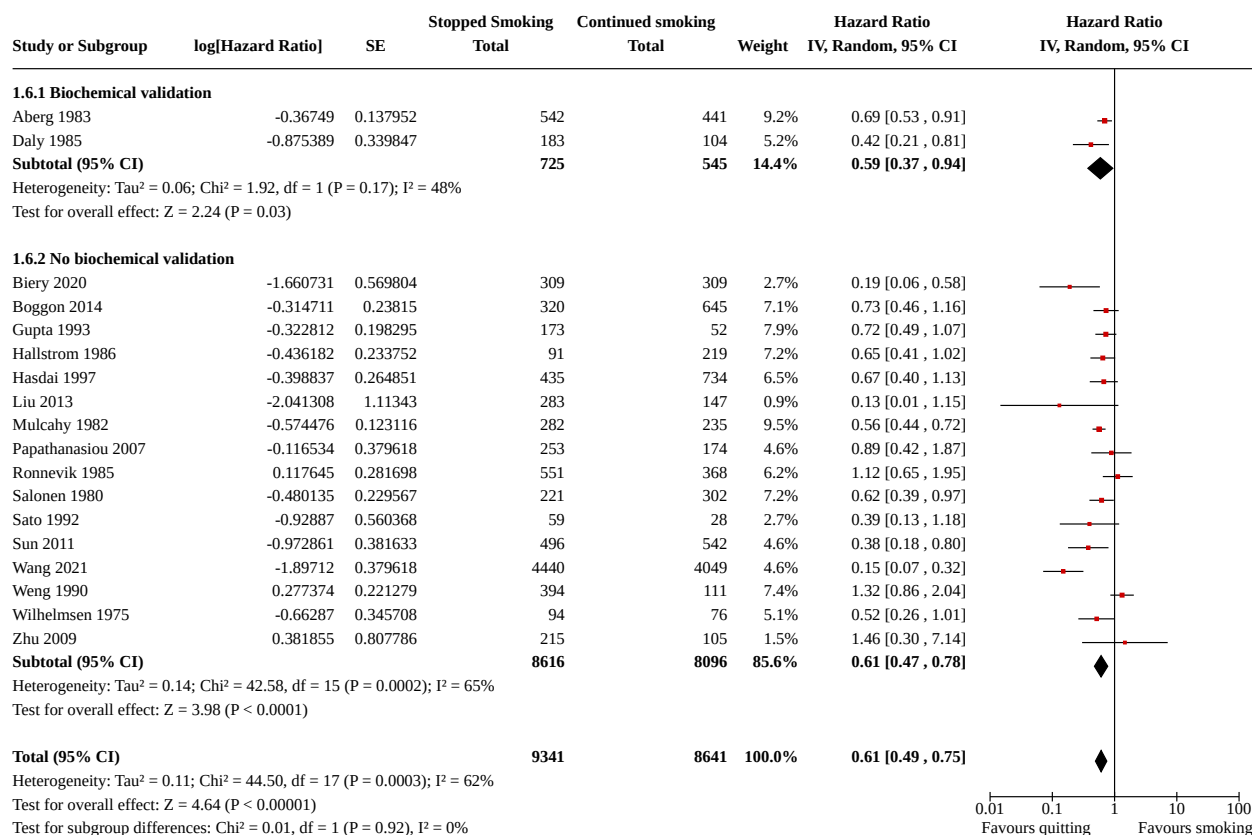 Stopped Smoking Continued smoking Hazard Ratio Hazard Ratio
Study or Subgroup log[Hazard Ratio] SE Total Total Weight IV, Random, 95% CI IV, Random, 95% CI
1.6.1 Biochemical validation
Aberg 1983 -0.36749 0.137952 542 441 9.2% 0.69 [0.53 , 0.91]
Daly 1985 -0.875389 0.339847 183 104 5.2% 0.42 [0.21 , 0.81]
Subtotal (95% CI) 725 545 14.4% 0.59 [0.37 , 0.94]
Heterogeneity: Tau² = 0.06; Chi² = 1.92, df = 1 (P = 0.17); I² = 48%
Test for overall effect: Z = 2.24 (P = 0.03)
1.6.2 No biochemical validation
Biery 2020 -1.660731 0.569804 309 309 2.7% 0.19 [0.06 , 0.58]
Boggon 2014 -0.314711 0.23815 320 645 7.1% 0.73 [0.46 , 1.16]
Gupta 1993 -0.322812 0.198295 173 52 7.9% 0.72 [0.49 , 1.07]
Hallstrom 1986 -0.436182 0.233752 91 219 7.2% 0.65 [0.41 , 1.02]
Hasdai 1997 -0.398837 0.264851 435 734 6.5% 0.67 [0.40 , 1.13]
Liu 2013 -2.041308 1.11343 283 147 0.9% 0.13 [0.01 , 1.15]
Mulcahy 1982 -0.574476 0.123116 282 235 9.5% 0.56 [0.44 , 0.72]
Papathanasiou 2007 -0.116534 0.379618 253 174 4.6% 0.89 [0.42 , 1.87]
Ronnevik 1985 0.117645 0.281698 551 368 6.2% 1.12 [0.65 , 1.95]
Salonen 1980 -0.480135 0.229567 221 302 7.2% 0.62 [0.39 , 0.97]
Sato 1992 -0.92887 0.560368 59 28 2.7% 0.39 [0.13 , 1.18]
Sun 2011 -0.972861 0.381633 496 542 4.6% 0.38 [0.18 , 0.80]
Wang 2021 -1.89712 0.379618 4440 4049 4.6% 0.15 [0.07 , 0.32]
Weng 1990 0.277374 0.221279 394 111 7.4% 1.32 [0.86 , 2.04]
Wilhelmsen 1975 -0.66287 0.345708 94 76 5.1% 0.52 [0.26 , 1.01]
Zhu 2009 0.381855 0.807786 215 105 1.5% 1.46 [0.30 , 7.14]
Subtotal (95% CI) 8616 8096 85.6% 0.61 [0.47 , 0.78]
Heterogeneity: Tau² = 0.14; Chi² = 42.58, df = 15 (P = 0.0002); I² = 65%
Test for overall effect: Z = 3.98 (P < 0.0001)
Total (95% CI) 9341 8641 100.0% 0.61 [0.49 , 0.75]
Heterogeneity: Tau² = 0.11; Chi² = 44.50, df = 17 (P = 0.0003); I² = 62%
Test for overall effect: Z = 4.64 (P < 0.00001)
Test for subgroup differences: Chi² = 0.01, df = 1 (P = 0.92), I² = 0%
0.01 0.1 1 10 100
Favours quitting Favours smoking